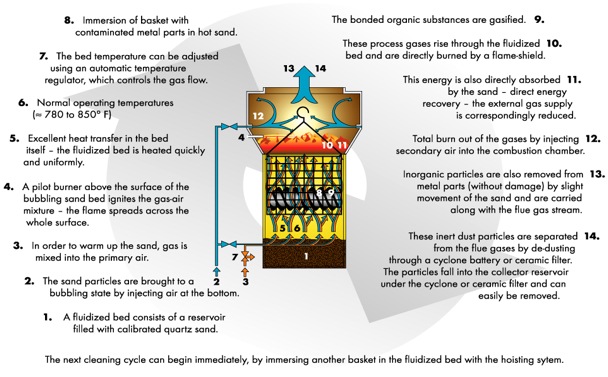 8. Immersion of basket with
contaminated metal parts in hot sand.
7. The bed temperature can be adjusted
using an automatic temperature
regulator, which controls the gas flow.
6. Normal operating temperatures
(≈ 780 to 850° F)
5. Excellent heat transfer in the bed
itself – the fluidized bed is heated quickly
and uniformly.
4. A pilot burner above the surface of the
bubbling sand bed ignites the gas-air
mixture – the flame spreads across the
whole surface.
3. In order to warm up the sand, gas is
mixed into the primary air.
2. The sand particles are brought to a
bubbling state by injecting air at the bottom.
1. A fluidized bed consists of a reservoir
filled with calibrated quartz sand.
13 14
12
4
10 11
8 9
5 6
7
1
2 3
The bonded organic substances are gasified. 9.
These process gases rise through the fluidized 10.
bed and are directly burned by a flame-shield.
This energy is also directly absorbed 11.
by the sand – direct energy
recovery – the external gas supply
is correspondingly reduced.
Total burn out of the gases by injecting 12.
secondary air into the combustion chamber.
Inorganic particles are also removed from 13.
metal parts (without damage) by slight
movement of the sand and are carried
along with the flue gas stream.
These inert dust particles are separated 14.
from the flue gases by de-dusting
through a cyclone battery or ceramic filter.
The particles fall into the collector reservoir
under the cyclone or ceramic filter and can
easily be removed.
The next cleaning cycle can begin immediately, by immersing another basket in the fluidized bed with the hoisting sytem.